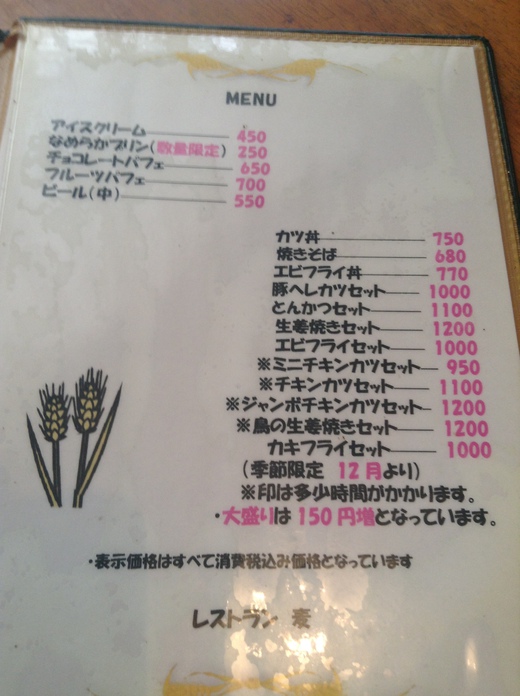 MENU
アイスクリーム 450
なめらかプリン(数量限定) 250
チョコレートパフェ 650
フルーツパフェ 700
ビール(中) 550
カツ丼 750
焼きそば 680
エビフライ丼 770
豚ヘレカツセット 1000
とんかつセット 1100
生姜焼きセット 1200
エビフライセット 1000
※ミニチキンカツセット 950
※チキンカツセット 1100
※ジャンボチキンカツセット 1200
※鳥の生姜焼きセット 1200
カキフライセット 1000
(季節限定 12月より)
※印は多少時間がかかります。
・大盛りは150円増となっています。
・表示価格はすべて消費税込み価格となっています
レストラン 麦